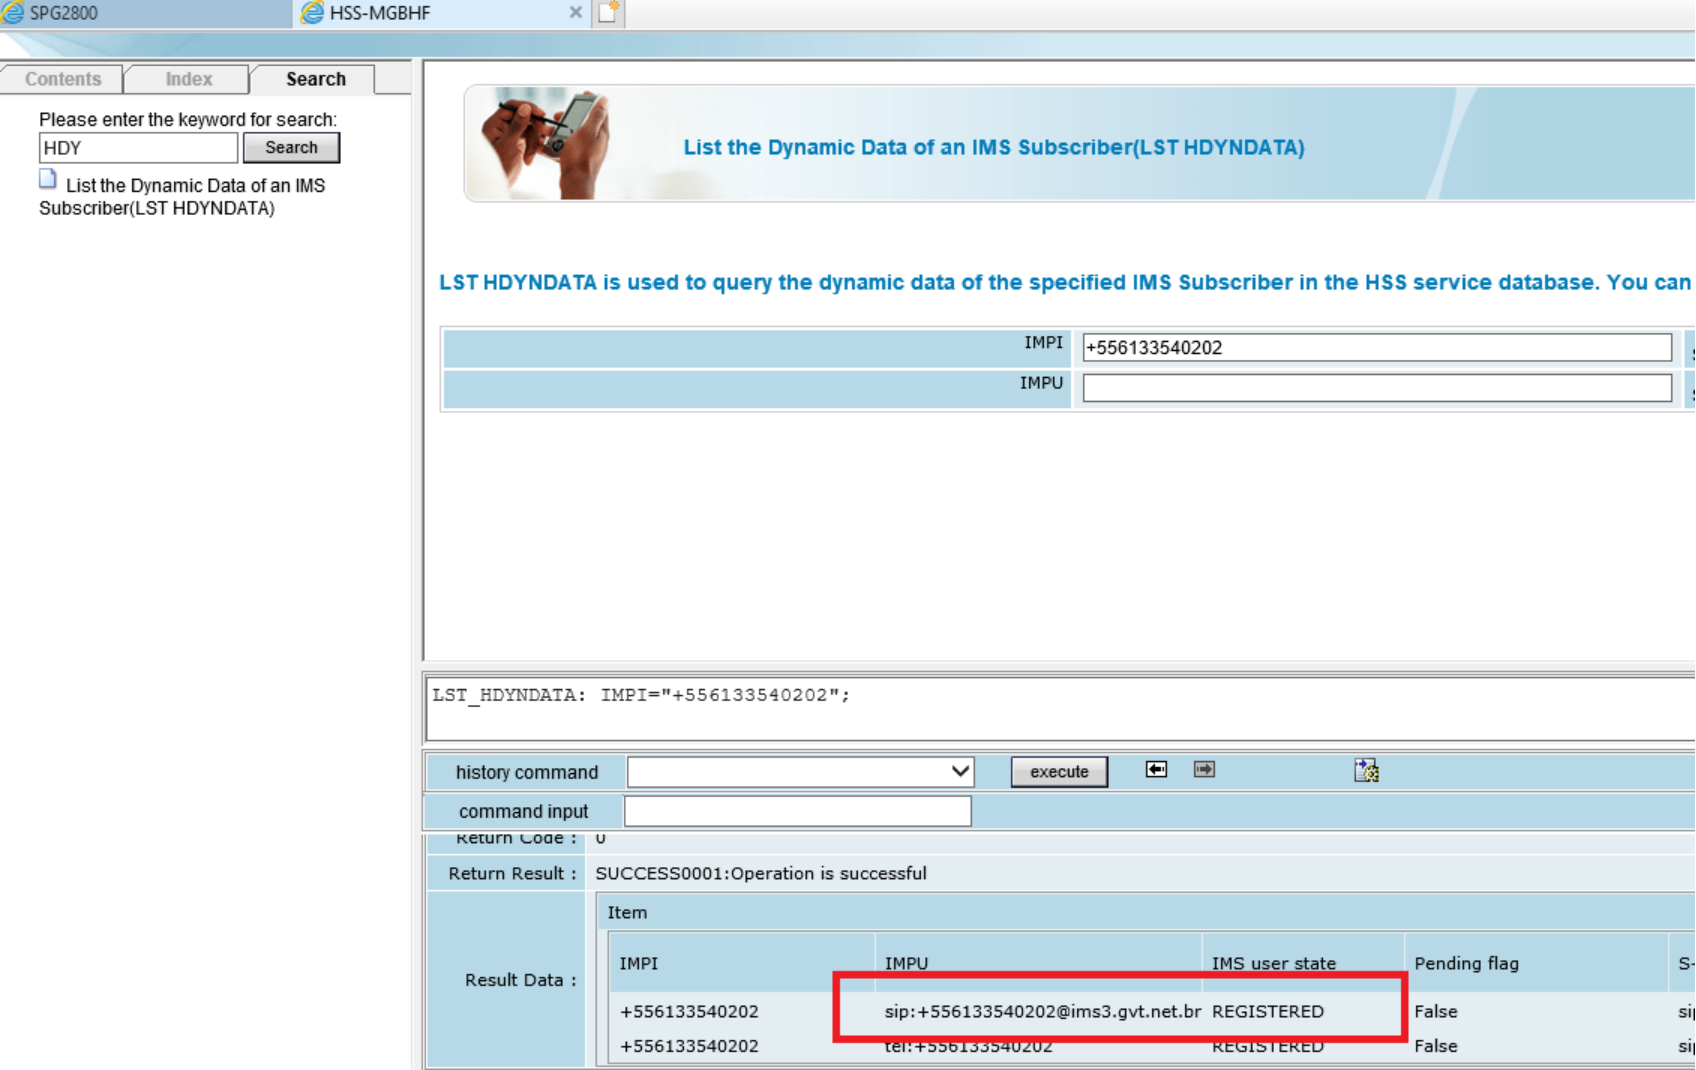 SPG2800
HSS-MGBHF
Contents Index Search
Please enter the keyword for search:
HDY Search
List the Dynamic Data of an IMS
Subscriber(LST HDYNDATA)
List the Dynamic Data of an IMS Subscriber(LST HDYNDATA)
LST HDYNDATA is used to query the dynamic data of the specified IMS Subscriber in the HSS service database. You can
IMPI +556133540202
IMPU
LST_HDYNDATA: IMPI="+556133540202";
history command execute
command input
Return Code : 0
Return Result : SUCCESS0001:Operation is successful
Item
Result Data :
IMPI IMPU IMS user state Pending flag S-
+556133540202 sip:+556133540202@ims3.gvt.net.br REGISTERED False
+556133540202 tel:+556133540202 REGISTERED False